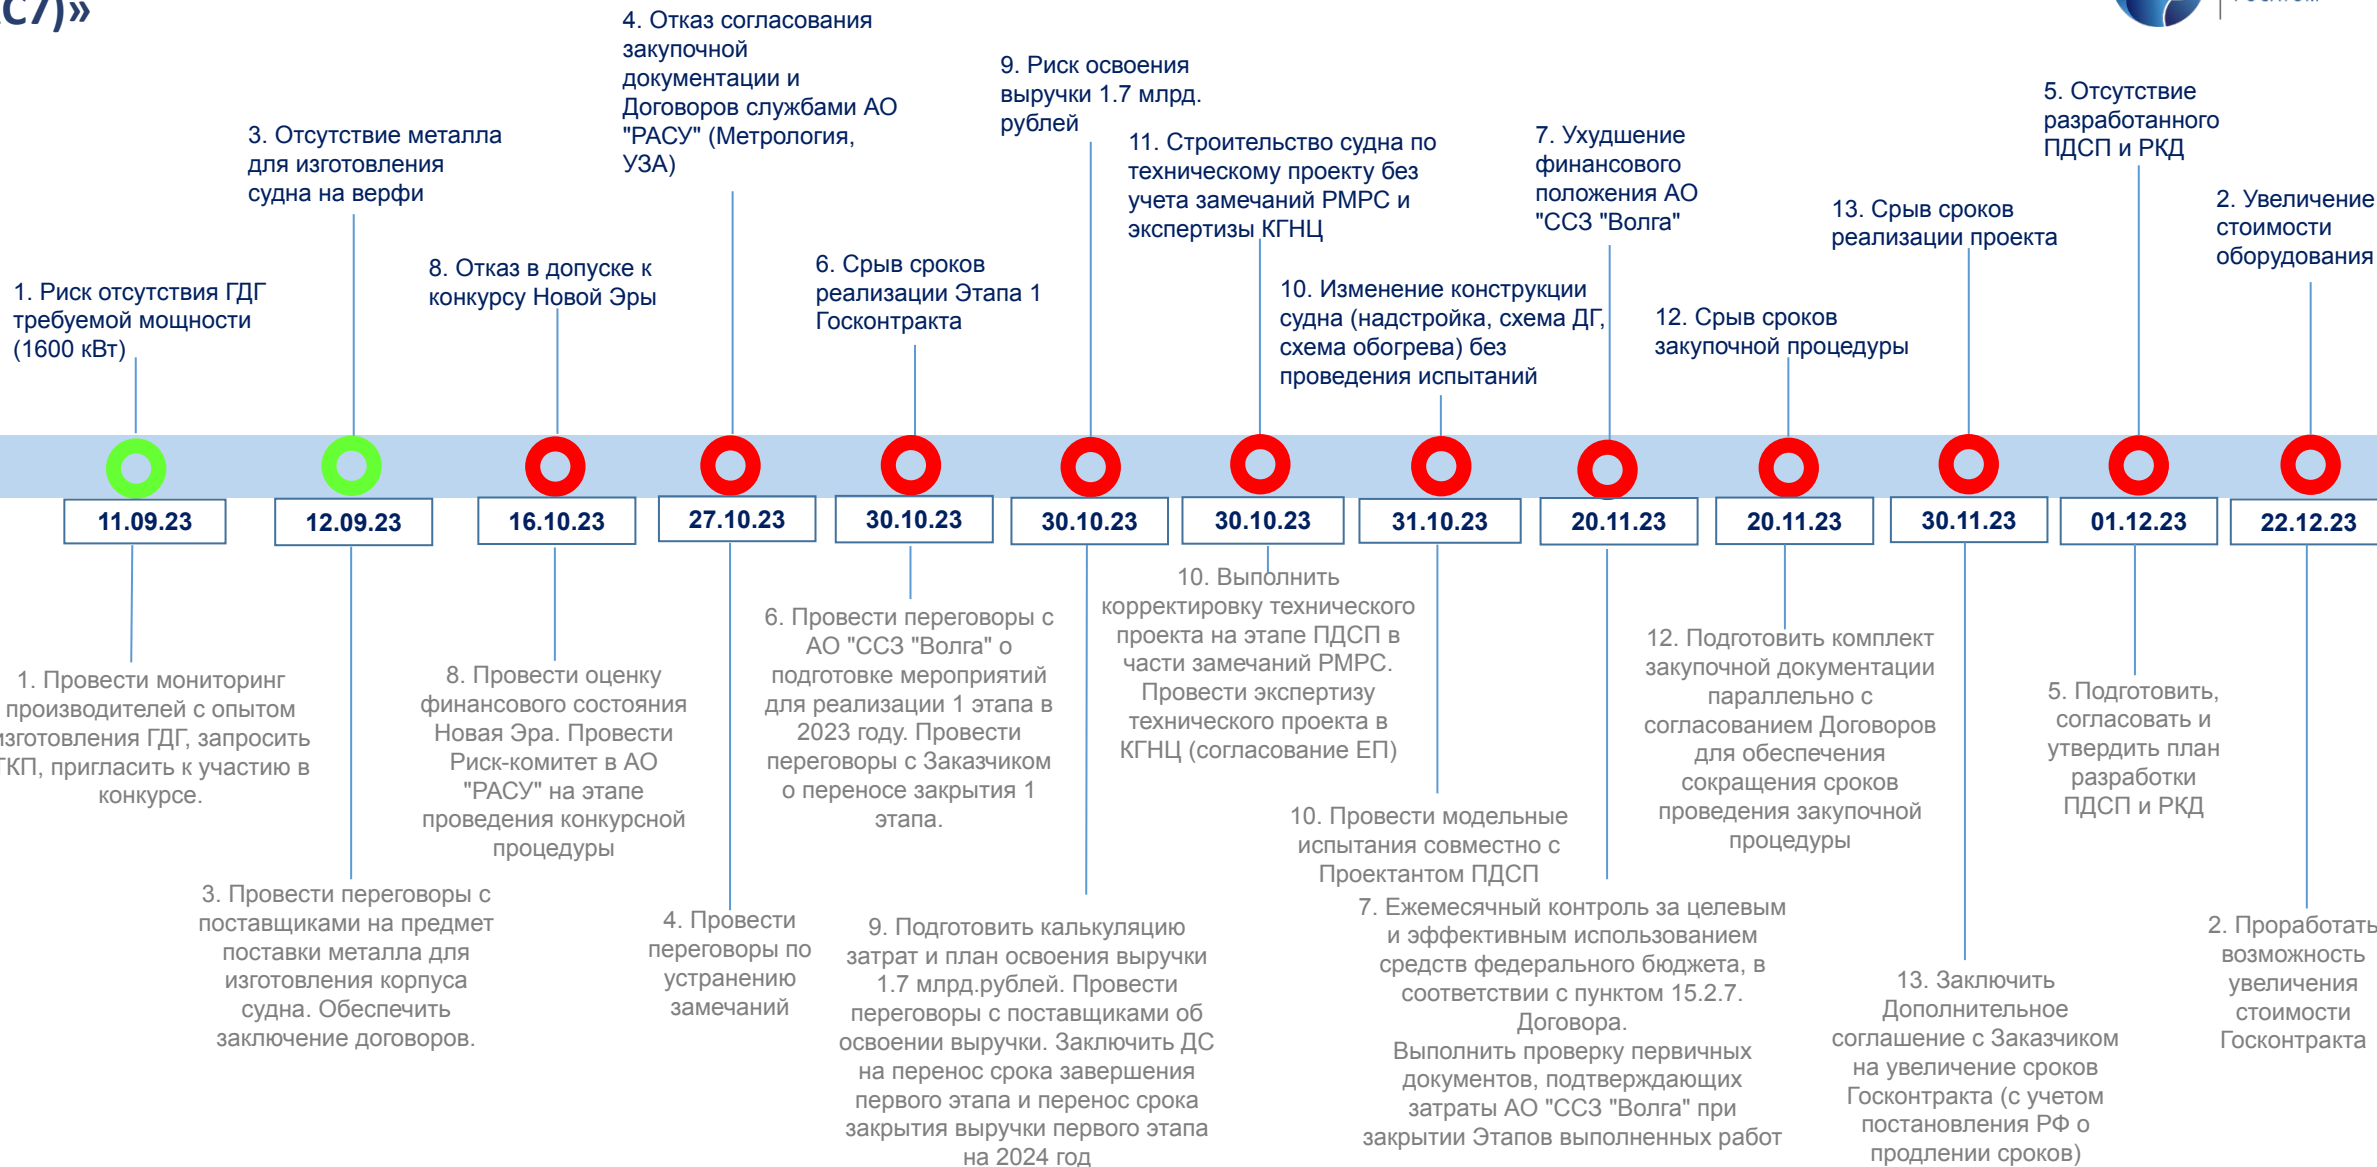 С7)»
4. Отказ согласования
закупочной
документации и
Договоров службами АО
"РАСУ" (Метрология,
УЗА)
9. Риск освоения
выручки 1.7 млрд.
рублей
5. Отсутствие
разработанного
ПДСП и РКД
3. Отсутствие металла
для изготовления
судна на верфи
11. Строительство судна по
техническому проекту без
учета замечаний РМРС и
экспертизы КГНЦ
7. Ухудшение
финансового
положения АО
"ССЗ "Волга"
13. Срыв сроков
реализации проекта
2. Увеличение
стоимости
оборудования
1. Риск отсутствия ГДГ
требуемой мощности
(1600 кВт)
8. Отказ в допуске к
конкурсу Новой Эры
6. Срыв сроков
реализации Этапа 1
Госконтракта
10. Изменение конструкции
судна (надстройка, схема ДГ,
схема обогрева) без
проведения испытаний
12. Срыв сроков
закупочной процедуры
11.09.23
12.09.23
16.10.23
27.10.23
30.10.23
30.10.23
30.10.23
31.10.23
20.11.23
20.11.23
30.11.23
01.12.23
22.12.23
1. Провести мониторинг
производителей с опытом
изготовления ГДГ, запросить
ТКП, пригласить к участию в
конкурсе.
3. Провести переговоры с
поставщиками на предмет
поставки металла для
изготовления корпуса
судна. Обеспечить
заключение договоров.
8. Провести оценку
финансового состояния
Новая Эра. Провести
Риск-комитет в АО
"РАСУ" на этапе
проведения конкурсной
процедуры
4. Провести
переговоры по
устранению
замечаний
6. Провести переговоры с
АО "ССЗ "Волга" о
подготовке мероприятий
для реализации 1 этапа в
2023 году. Провести
переговоры с Заказчиком
о переносе закрытия 1
этапа.
9. Подготовить калькуляцию
затрат и план освоения выручки
1.7 млрд.рублей. Провести
переговоры с поставщиками об
освоении выручки. Заключить ДС
на перенос срока завершения
первого этапа и перенос срока
закрытия выручки первого этапа
на 2024 год
10. Выполнить
корректировку технического
проекта на этапе ПДСП в
части замечаний РМРС.
Провести экспертизу
технического проекта в
КГНЦ (согласование ЕП)
10. Провести модельные
испытания совместно с
Проектантом ПДСП
7. Ежемесячный контроль за целевым
и эффективным использованием
средств федерального бюджета, в
соответствии с пунктом 15.2.7.
Договора.
Выполнить проверку первичных
документов, подтверждающих
затраты АО "ССЗ "Волга" при
закрытии Этапов выполненных работ
12. Подготовить комплект
закупочной документации
параллельно с
согласованием Договоров
для обеспечения
сокращения сроков
проведения закупочной
процедуры
13. Заключить
Дополнительное
соглашение с Заказчиком
на увеличение сроков
Госконтракта (с учетом
постановления РФ о
продлении сроков)
5. Подготовить,
согласовать и
утвердить план
разработки
ПДСП и РКД
2. Проработать
возможность
увеличения
стоимости
Госконтракта